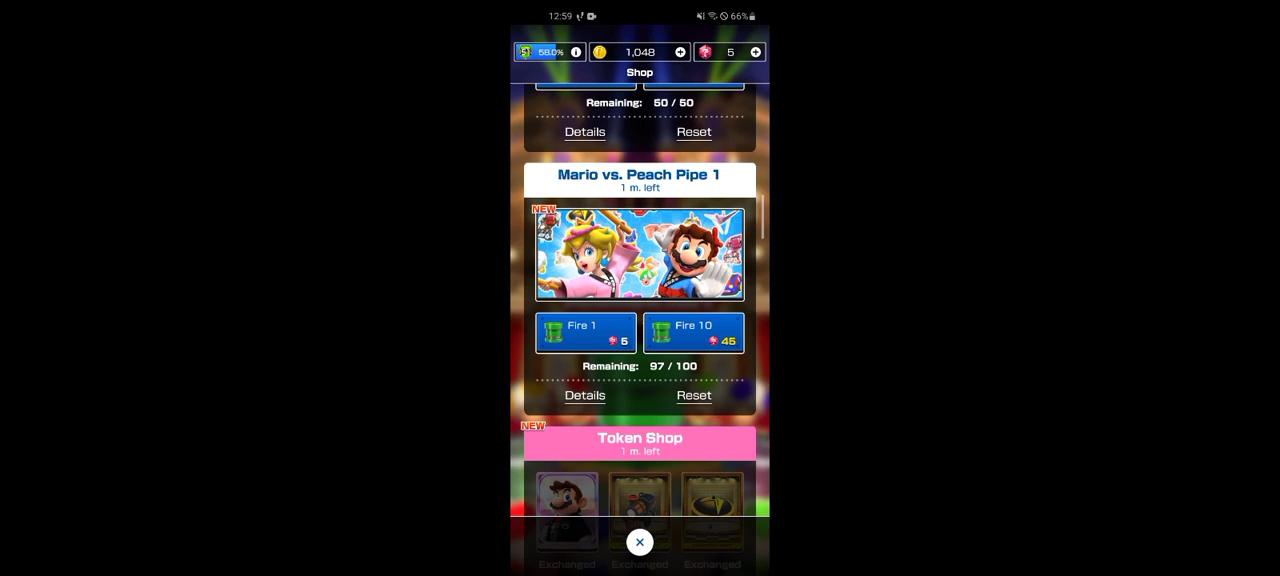 12:59
66%
58.0%
1,048
5
Shop
Remaining: 50 / 50
Details
Reset
Mario vs. Peach Pipe 1
1 m. left
NEW
Fire 1
5
Fire 10
45
Remaining: 97 / 100
Details
Reset
NEW
Token Shop
1 m. left
Exchanged
Exchanged
Exchanged